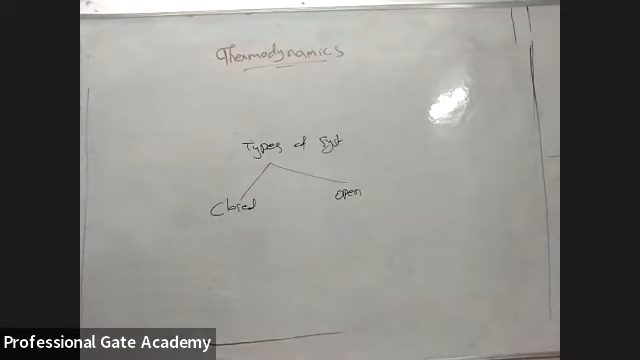 Thermodynamics
Types of Syst
Closed
open
Professional Gate Academy